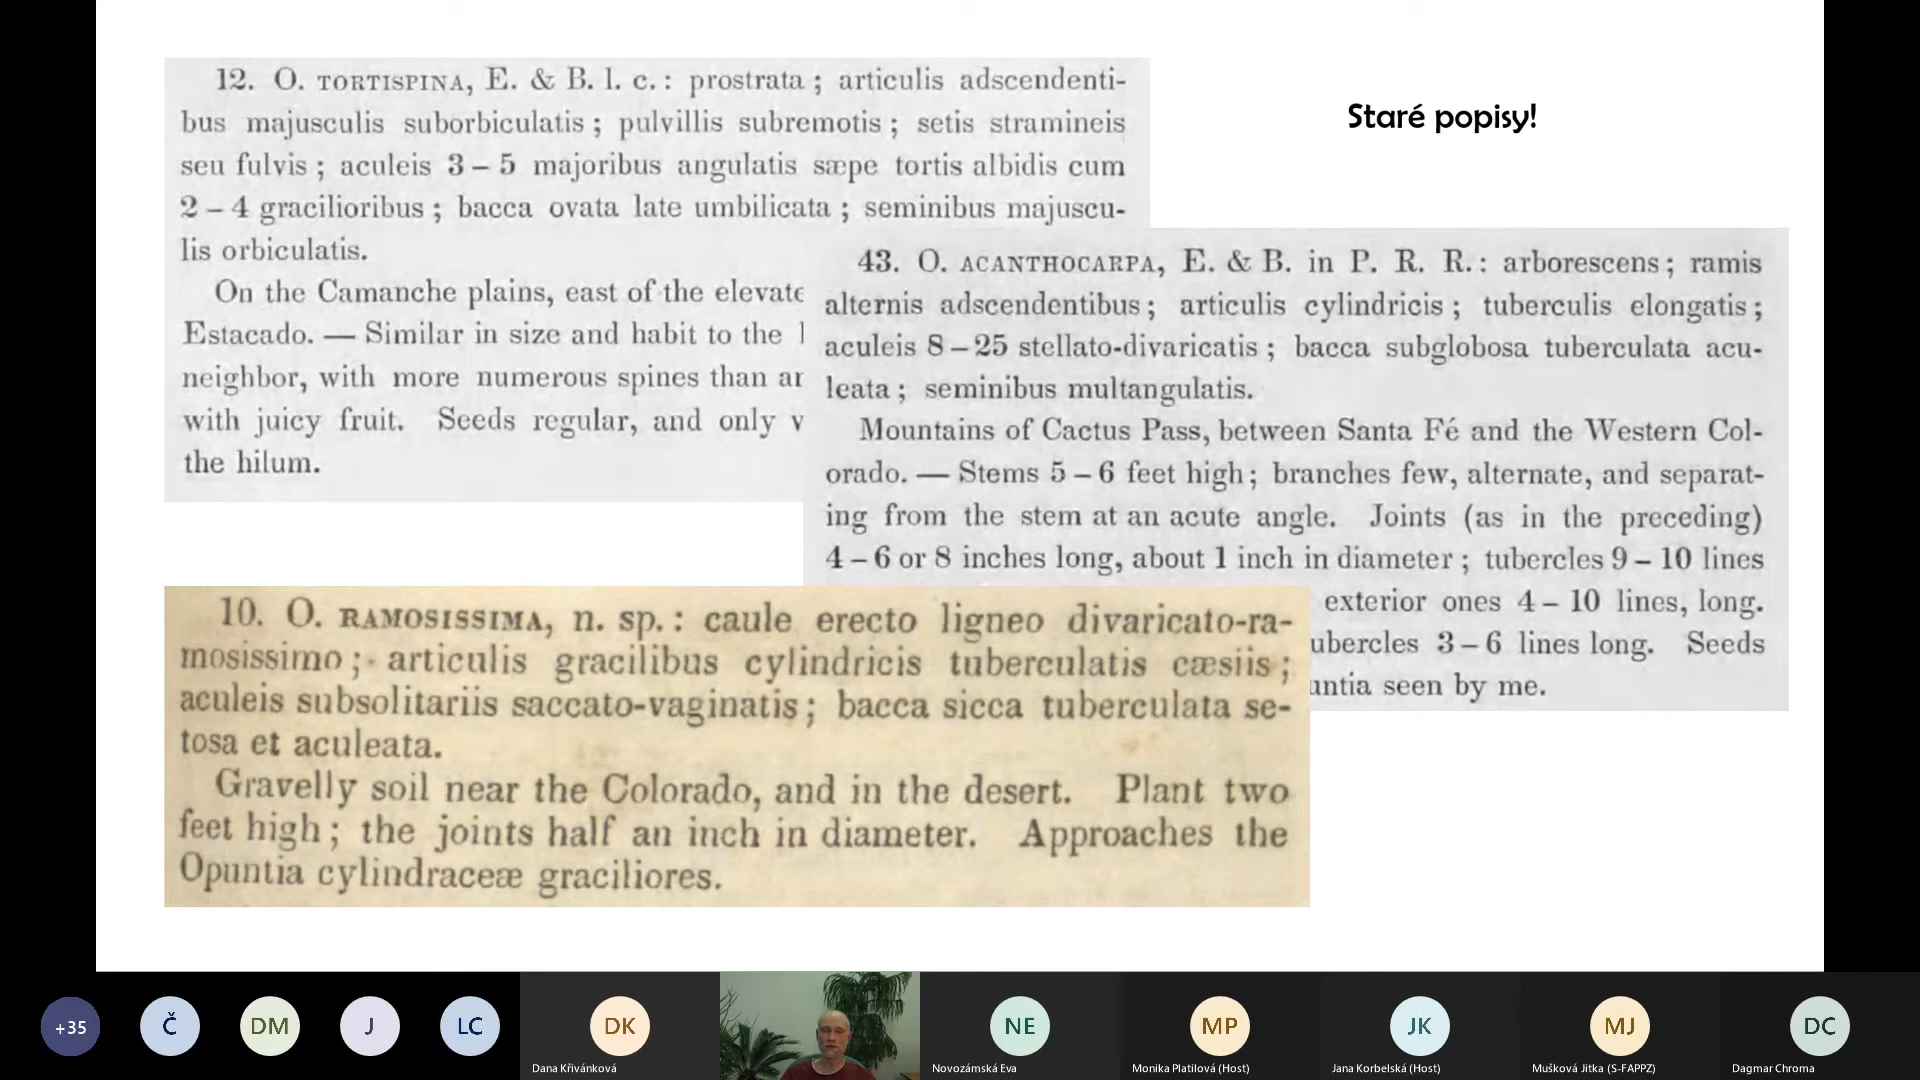 12. O. TORTISPINA, E. & B. l. c. : prostrata ; articulis adscendenti-
bus majusculis suborbiculatis ; pulvillis subremotis ; setis stramineis
seu fulvis ; aculeis 3 – 5 majoribus angulatis sæpe tortis albidis cum
2 – 4 gracilioribus ; bacca ovata late umbilicata ; seminibus majuscu-
lis orbiculatis.
On the Camanche plains, east of the elevate
Estacado. — Similar in size and habit to the
neighbor, with more numerous spines than
with juicy fruit. Seeds regular, and only
the hilum.
Staré popisy!
43. O. ACANTHOCARPA, E. & B. in P. R. R. : arborescens ; ramis
alternis adscendentibus ; articulis cylindricis ; tuberculis elongatis ;
aculeis 8 – 25 stellato-divaricatis ; bacca subglobosa tuberculata acu-
leata ; seminibus multangulatis.
Mountains of Cactus Pass, between Santa Fé and the Western Col-
orado. — Stems 5 – 6 feet high ; branches few, alternate, and separat-
ing from the stem at an acute angle. Joints (as in the preceding)
4 – 6 or 8 inches long, about 1 inch in diameter ; tubercles 9 – 10 lines
exterior ones 4 – 10 lines, long.
ubercles 3 – 6 lines long. Seeds
untia seen by me.
10. O. RAMOSISSIMA, n. sp. : caule erecto ligneo divaricato-ra-
mosissimo ; articulis gracilibus cylindricis tuberculatis cæsiis ;
aculeis subsolitariis saccato-vaginatis ; bacca sicca tuberculata se-
tosa et aculeata.
Gravelly soil near the Colorado, and in the desert. Plant two
feet high ; the joints half an inch in diameter. Approaches the
Opuntia cylindraceæ graciliores.
+35
Č
DM
J
LC
DK
Dana Křivánková
NE
Novozámská Eva
MP
Monika Platilová (Host)
JK
Jana Korbelská (Host)
MJ
Mušková Jitka (S-FAPPZ)
DC
Dagmar Chroma